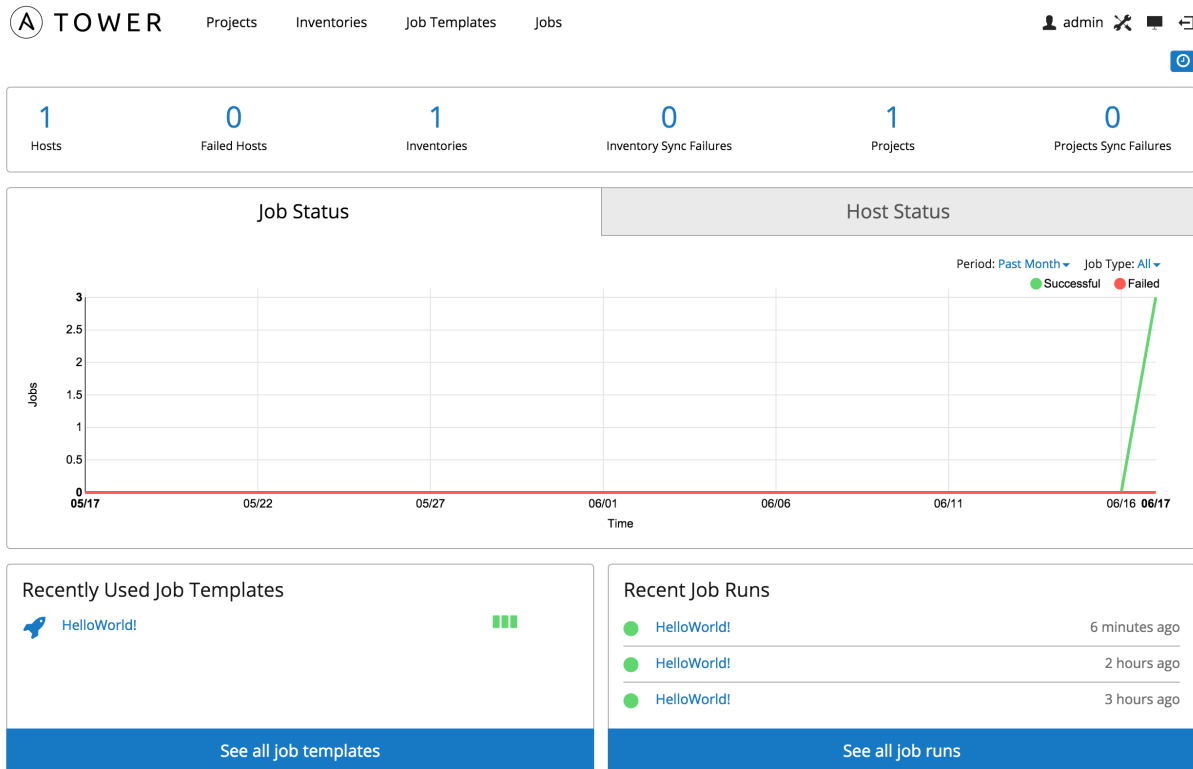 TOWER Projects Inventories Job Templates Jobs admin
1 0 1 0 1 0
Hosts Failed Hosts Inventories Inventory Sync Failures Projects Projects Sync Failures
Job Status Host Status
Period: Past Month Job Type: All
Successful Failed
3
2.5
2
1.5
Jobs
1
0.5
0
05/17 05/22 05/27 06/01 06/06 06/11 06/16 06/17
Time
Recently Used Job Templates
HelloWorld!
See all job templates
Recent Job Runs
HelloWorld! 6 minutes ago
HelloWorld! 2 hours ago
HelloWorld! 3 hours ago
See all job runs